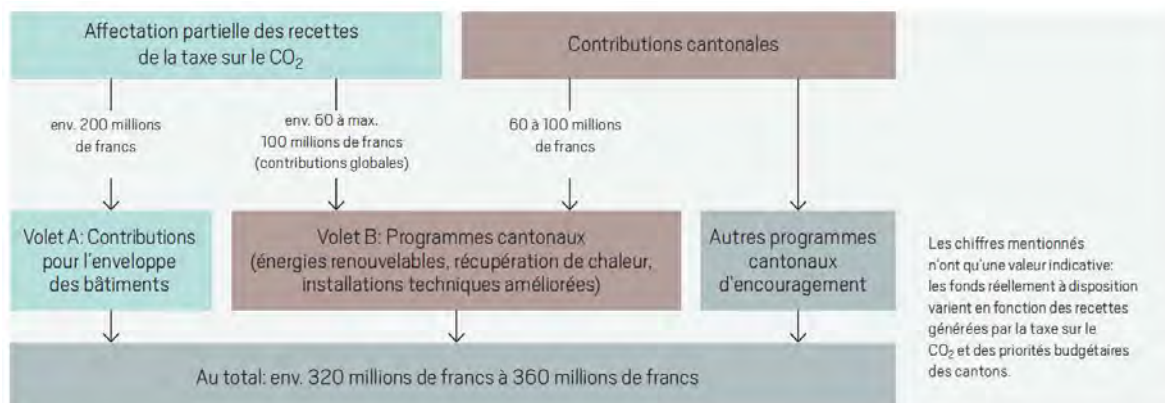 Affectation partielle des recettes
de la taxe sur le CO₂
Contributions cantonales
env. 200 millions
de francs
env. 60 à max.
100 millions de francs
(contributions globales)
60 à 100 millions
de francs
Volet A: Contributions
pour l'enveloppe
des bâtiments
Volet B: Programmes cantonaux
(énergies renouvelables, récupération de chaleur,
installations techniques améliorées)
Autres programmes
cantonaux
d'encouragement
Les chiffres mentionnés
n'ont qu'une valeur indicative:
les fonds réellement à disposition
varient en fonction des recettes
générées par la taxe sur le
CO₂ et des priorités budgétaires
des cantons.
Au total: env. 320 millions de francs à 360 millions de francs